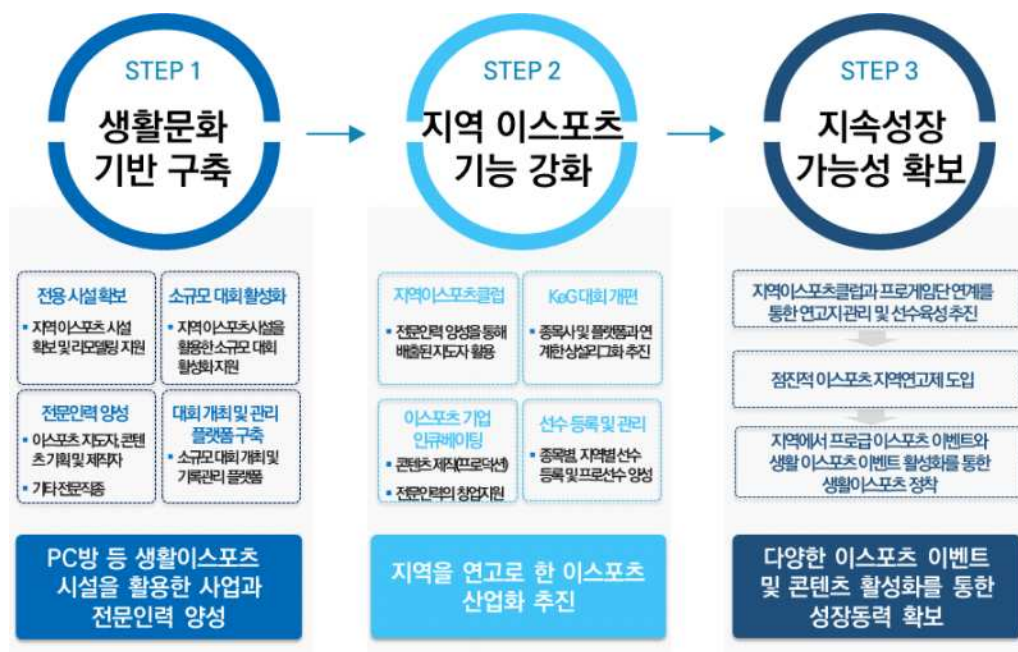 STEP 1
생활문화
기반 구축
전용 시설 확보
▪ 지역 이스포츠 시설
확보 및 리모델링 지원
소규모 대회 활성화
▪ 지역 이스포츠시설을
활용한 소규모 대회
활성화 지원
전문인력 양성
▪ 이스포츠 지도자, 콘텐
츠 기획 및 제작자
▪ 기타 전문직종
대회 개최 및 관리
플랫폼 구축
▪ 소규모 대회 개최 및
기록관리 플랫폼
PC방 등 생활이스포츠
시설을 활용한 사업과
전문인력 양성
STEP 2
지역 이스포츠
기능 강화
지역이스포츠클럽
▪ 전문인력 양성을 통해
배출된 지도자 활용
KeG 대회 개편
▪ 종목사 및 플랫폼과 연
계한 상설리그화 추진
이스포츠 기업
인큐베이팅
▪ 콘텐츠 제작(프로덕션)
▪ 전문인력의 창업지원
선수 등록 및 관리
▪ 종목별, 지역별 선수
등록 및 프로선수 양성
지역을 연고로 한 이스포츠
산업화 추진
STEP 3
지속성장
가능성 확보
지역이스포츠클럽과 프로게임단 연계를
통한 연고지 관리 및 선수육성 추진
점진적 이스포츠 지역연고제 도입
지역에서 프로급 이스포츠 이벤트와
생활 이스포츠 이벤트 활성화를 통한
생활이스포츠 정착
다양한 이스포츠 이벤트
및 콘텐츠 활성화를 통한
성장동력 확보